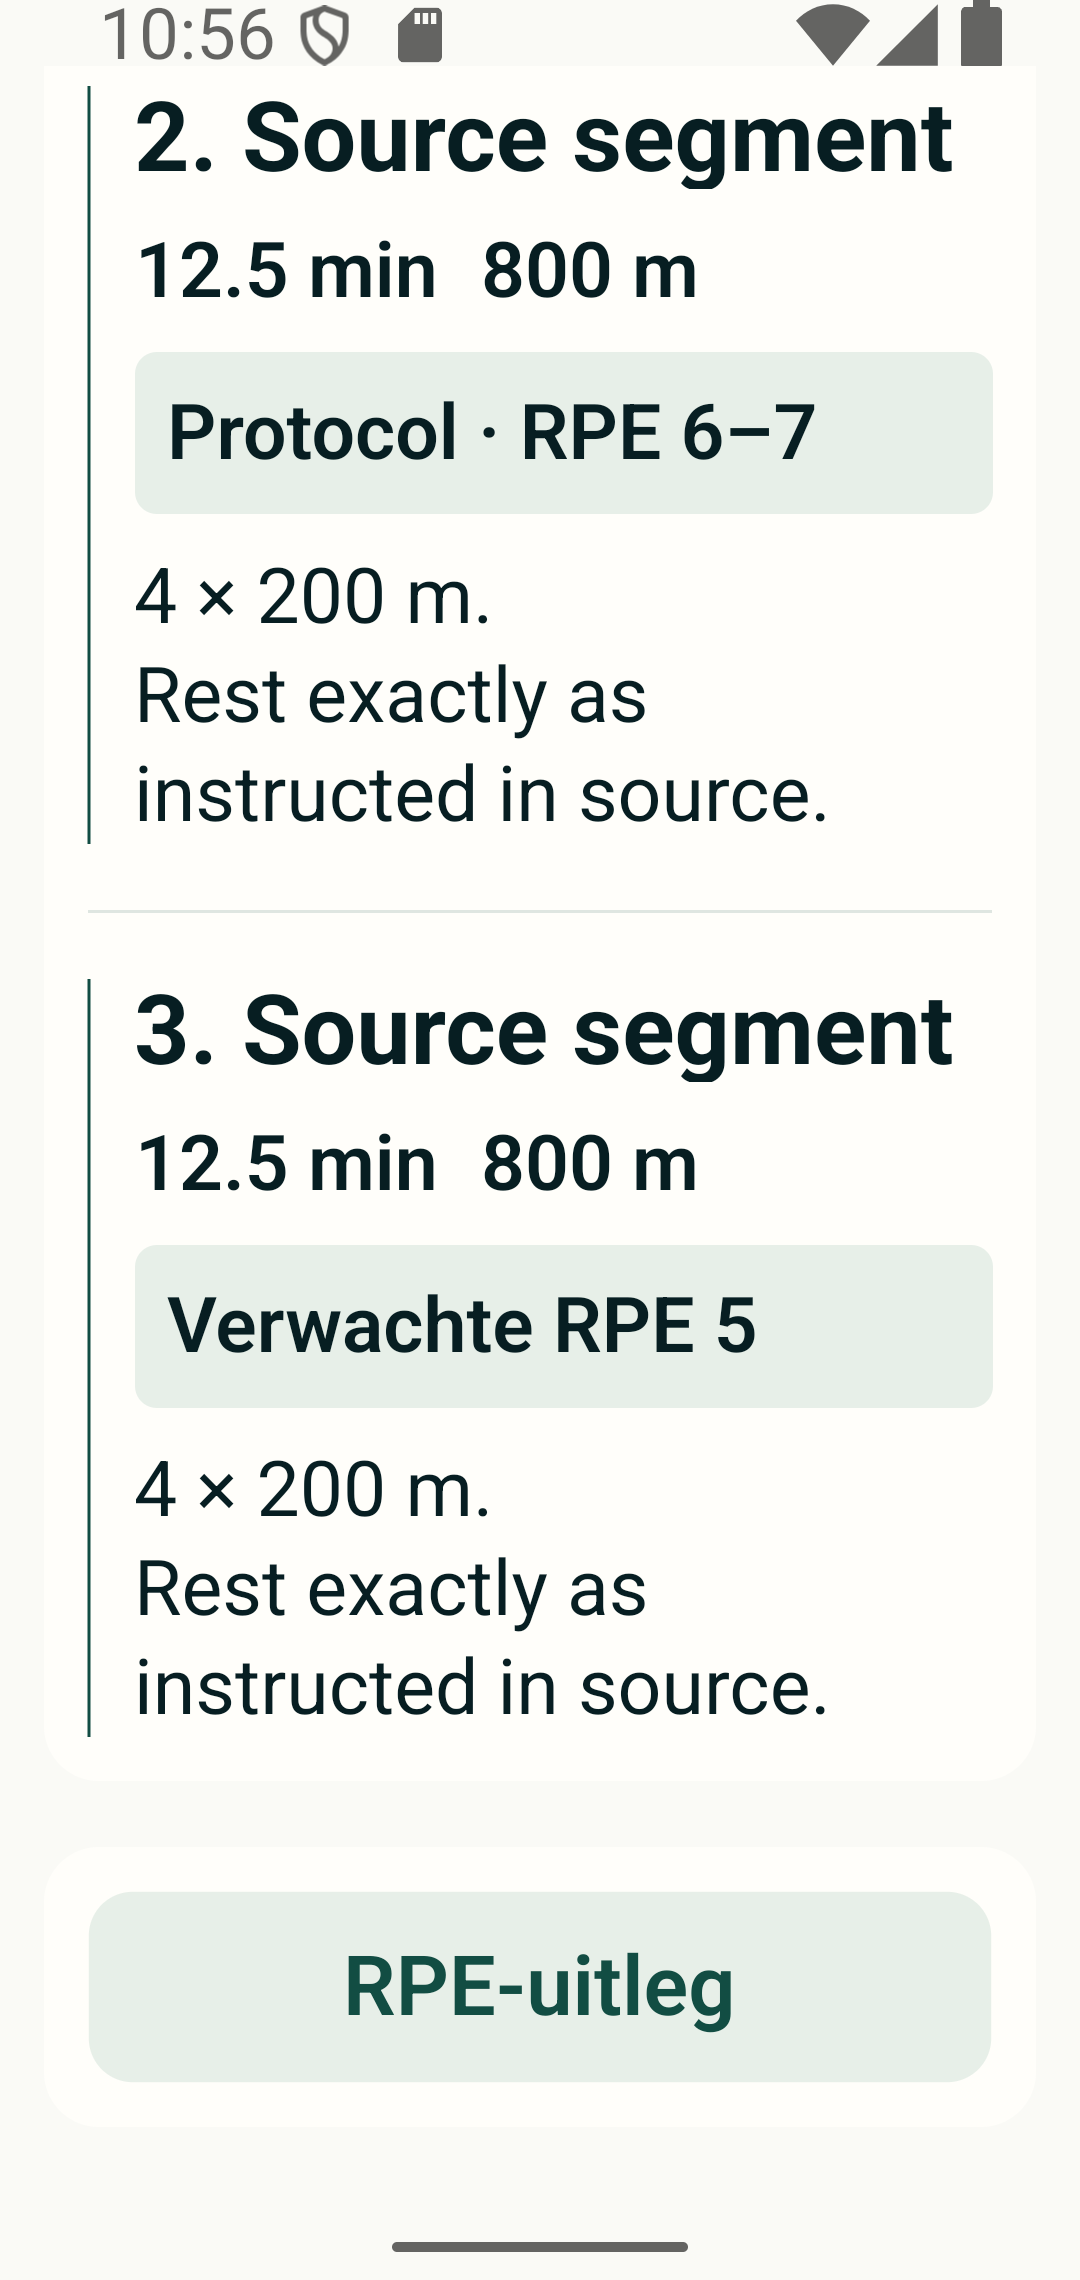 10:56
2. Source segment
12.5 min 800 m
Protocol · RPE 6–7
4 × 200 m.
Rest exactly as
instructed in source.
3. Source segment
12.5 min 800 m
Verwachte RPE 5
4 × 200 m.
Rest exactly as
instructed in source.
RPE-uitleg